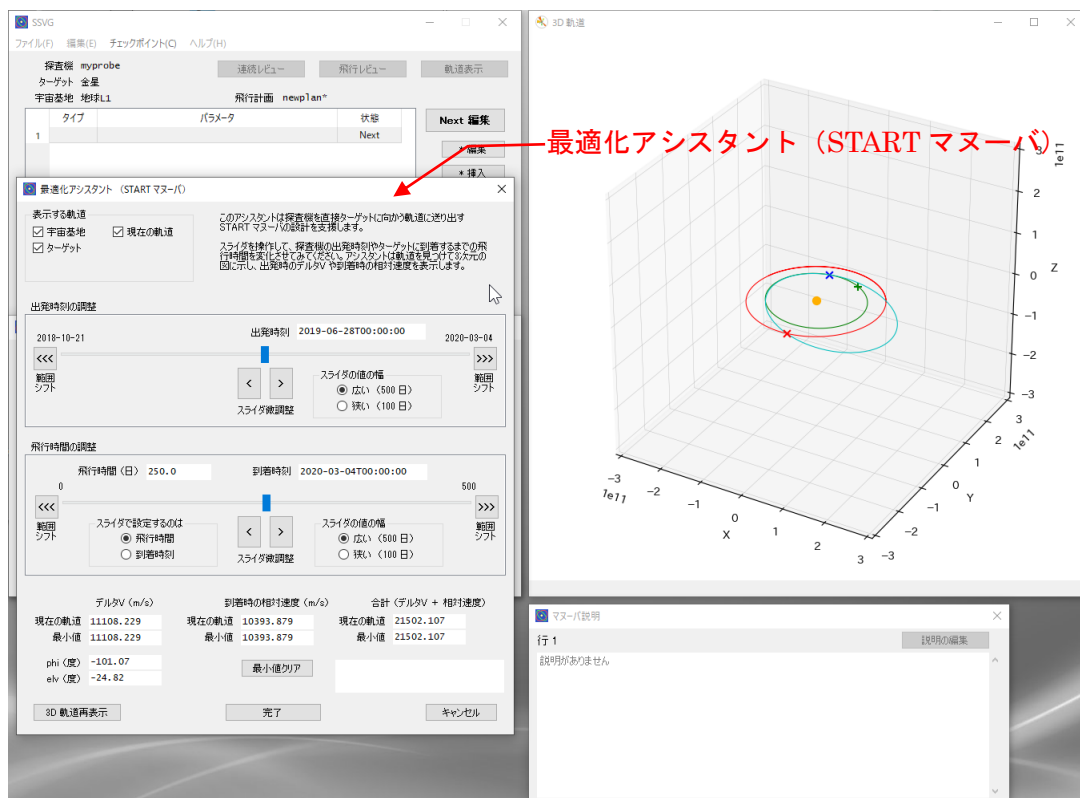 SSVG
ファイル(F) 編集(E) チェックポイント(C) ヘルプ(H)
探査機 myprobe
連続レビュー 飛行レビュー 軌道表示
ターゲット 金星
宇宙基地 地球L1 飛行計画 newplan*
タイプ パラメータ 状態
1 Next
Next 編集
* 編集
* 挿入
最適化アシスタント (START マヌーバ)
表示する軌道
宇宙基地 現在の軌道
ターゲット
このアシスタントは探査機を直接ターゲットに向かう軌道に送り出す
START マヌーバの設計を支援します。
スライダを操作して、探査機の出発時刻やターゲットに到着するまでの飛
行時間を変化させてみてください。アシスタントは軌道を見つけて3次元の
図に示し、出発時のデルタV や到着時の相対速度を表示します。
出発時刻の調整
出発時刻 2019-06-28T00:00:00
2018-10-21 2020-03-04
<<< >>>
範囲
シフト
< >
スライダ微調整
スライダの値の幅
広い (500 日)
狭い (100 日)
範囲
シフト
飛行時間の調整
飛行時間 (日) 250.0 到着時刻 2020-03-04T00:00:00
0 500
<<< >>>
範囲
シフト
スライダで設定するのは
飛行時間
到着時刻
< >
スライダ微調整
スライダの値の幅
広い (500 日)
狭い (100 日)
範囲
シフト
デルタV (m/s) 到着時の相対速度 (m/s) 合計 (デルタV + 相対速度)
現在の軌道 11108.229 現在の軌道 10393.879 現在の軌道 21502.107
最小値 11108.229 最小値 10393.879 最小値 21502.107
phi (度) -101.07
elv (度) -24.82
最小値クリア
3D 軌道再表示 完了 キャンセル
3D 軌道
最適化アシスタント（START マヌーバ）
3
1e11
2
1
0
Z
-1
-2
-3
3
1e11
2
1
0
Y
-1
-2
-3
-3
1e11
-2
-1
0
X
1
2
3
マヌーバ説明
行 1 説明の編集
説明がありません